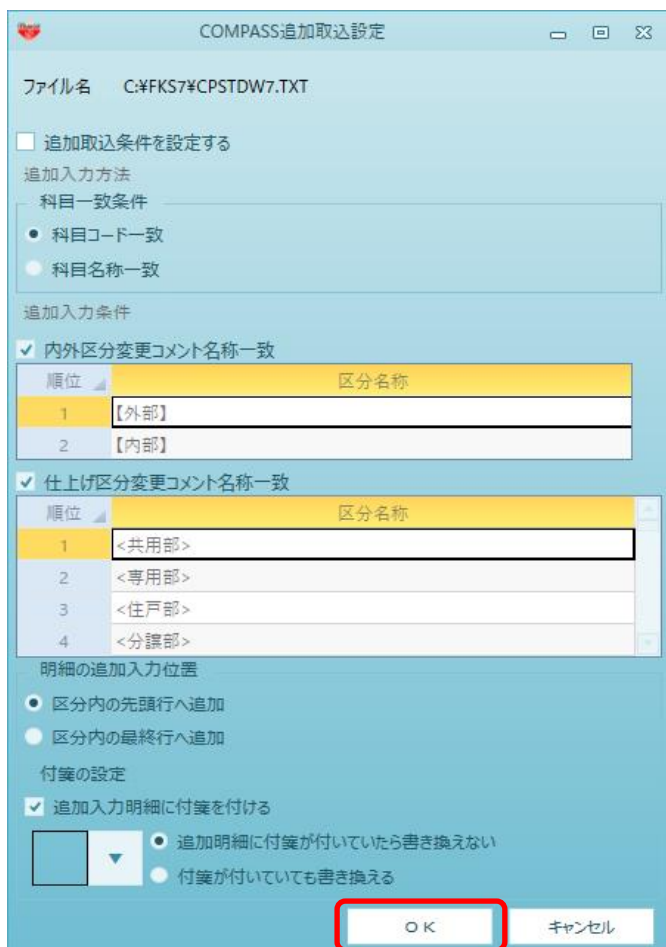 COMPASS追加取込設定
ファイル名 C:¥FKS7¥CPSTDW7.TXT
追加取込条件を設定する
追加入力方法
科目一致条件
科目コード一致
科目名称一致
追加入力条件
内外区分変更コメント名称一致
順位 区分名称
1 【外部】
2 【内部】
仕上げ区分変更コメント名称一致
順位 区分名称
1 <共用部>
2 <専用部>
3 <住戸部>
4 <分譲部>
明細の追加入力位置
区分内の先頭行へ追加
区分内の最終行へ追加
付箋の設定
追加入力明細に付箋を付ける
追加明細に付箋が付いていたら書き換えない
付箋が付いていても書き換える
OK キャンセル